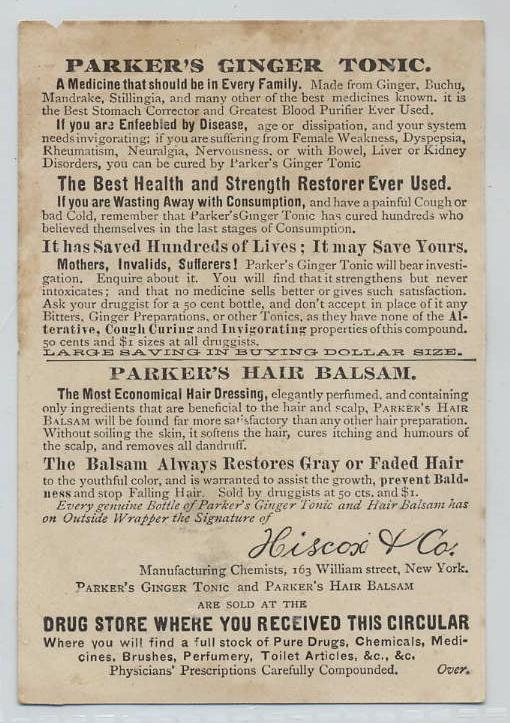 PARKER'S GINGER TONIC.
A Medicine that should be in Every Family. Made from Ginger, Buchu,
Mandrake, Stillingia, and many other of the best medicines known. it is
the Best Stomach Corrector and Greatest Blood Purifier Ever Used.
If you are Enfeebled by Disease, age or dissipation, and your system
needs invigorating; if you are suffering from Female Weakness, Dyspepsia,
Rheumatism, Neuralgia, Nervousness, or with Bowel, Liver or Kidney
Disorders, you can be cured by Parker's Ginger Tonic
The Best Health and Strength Restorer Ever Used.
If you are Wasting Away with Consumption, and have a painful Cough or
bad Cold, remember that Parker's Ginger Tonic has cured hundreds who
believed themselves in the last stages of Consumption.
It has Saved Hundreds of Lives; It may Save Yours.
Mothers, Invalids, Sufferers! Parker's Ginger Tonic will bear investi-
gation. Enquire about it. You will find that it strengthens but never
intoxicates; and that no medicine sells better or gives such satisfaction.
Ask your druggist for a 50 cent bottle, and don't accept in place of it any
Bitters, Ginger Preparations, or other Tonics, as they have none of the Al-
terative, Cough Curing and Invigorating properties of this compound.
50 cents and $1 sizes at all druggists.
LARGE SAVING IN BUYING DOLLAR SIZE.
PARKER'S HAIR BALSAM.
The Most Economical Hair Dressing, elegantly perfumed, and containing
only ingredients that are beneficial to the hair and scalp, PARKER'S HAIR
BALSAM will be found far more satisfactory than any other hair preparation.
Without soiling the skin, it softens the hair, cures itching and humours of
the scalp, and removes all dandruff.
The Balsam Always Restores Gray or Faded Hair
to the youthful color, and is warranted to assist the growth, prevent Bald-
ness and stop Falling Hair. Sold by druggists at 50 cts. and $1.
Every genuine Bottle of Parker's Ginger Tonic and Hair Balsam has
on Outside Wrapper the Signature of
Hiscox & Co.
Manufacturing Chemists, 163 William street, New York.
PARKER'S GINGER TONIC AND PARKER'S HAIR BALSAM
ARE SOLD AT THE
DRUG STORE WHERE YOU RECEIVED THIS CIRCULAR
Where you will find a full stock of Pure Drugs, Chemicals, Medi-
cines, Brushes, Perfumery, Toilet Articles, &c., &c.
Physicians' Prescriptions Carefully Compounded. Over.